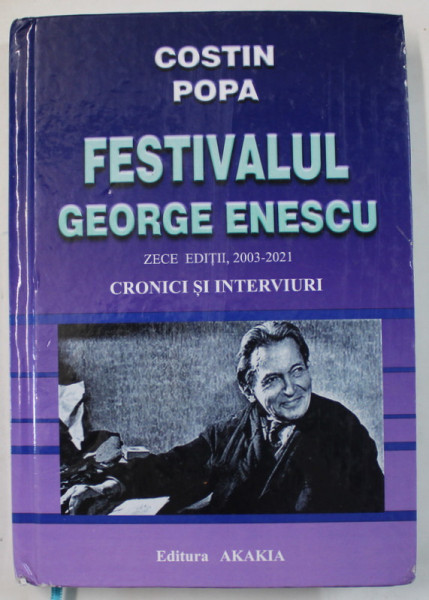 COSTIN
POPA
FESTIVALUL
GEORGE ENESCU
ZECE EDIȚII, 2003-2021
CRONICI ȘI INTERVIURI
Editura AKAKIA